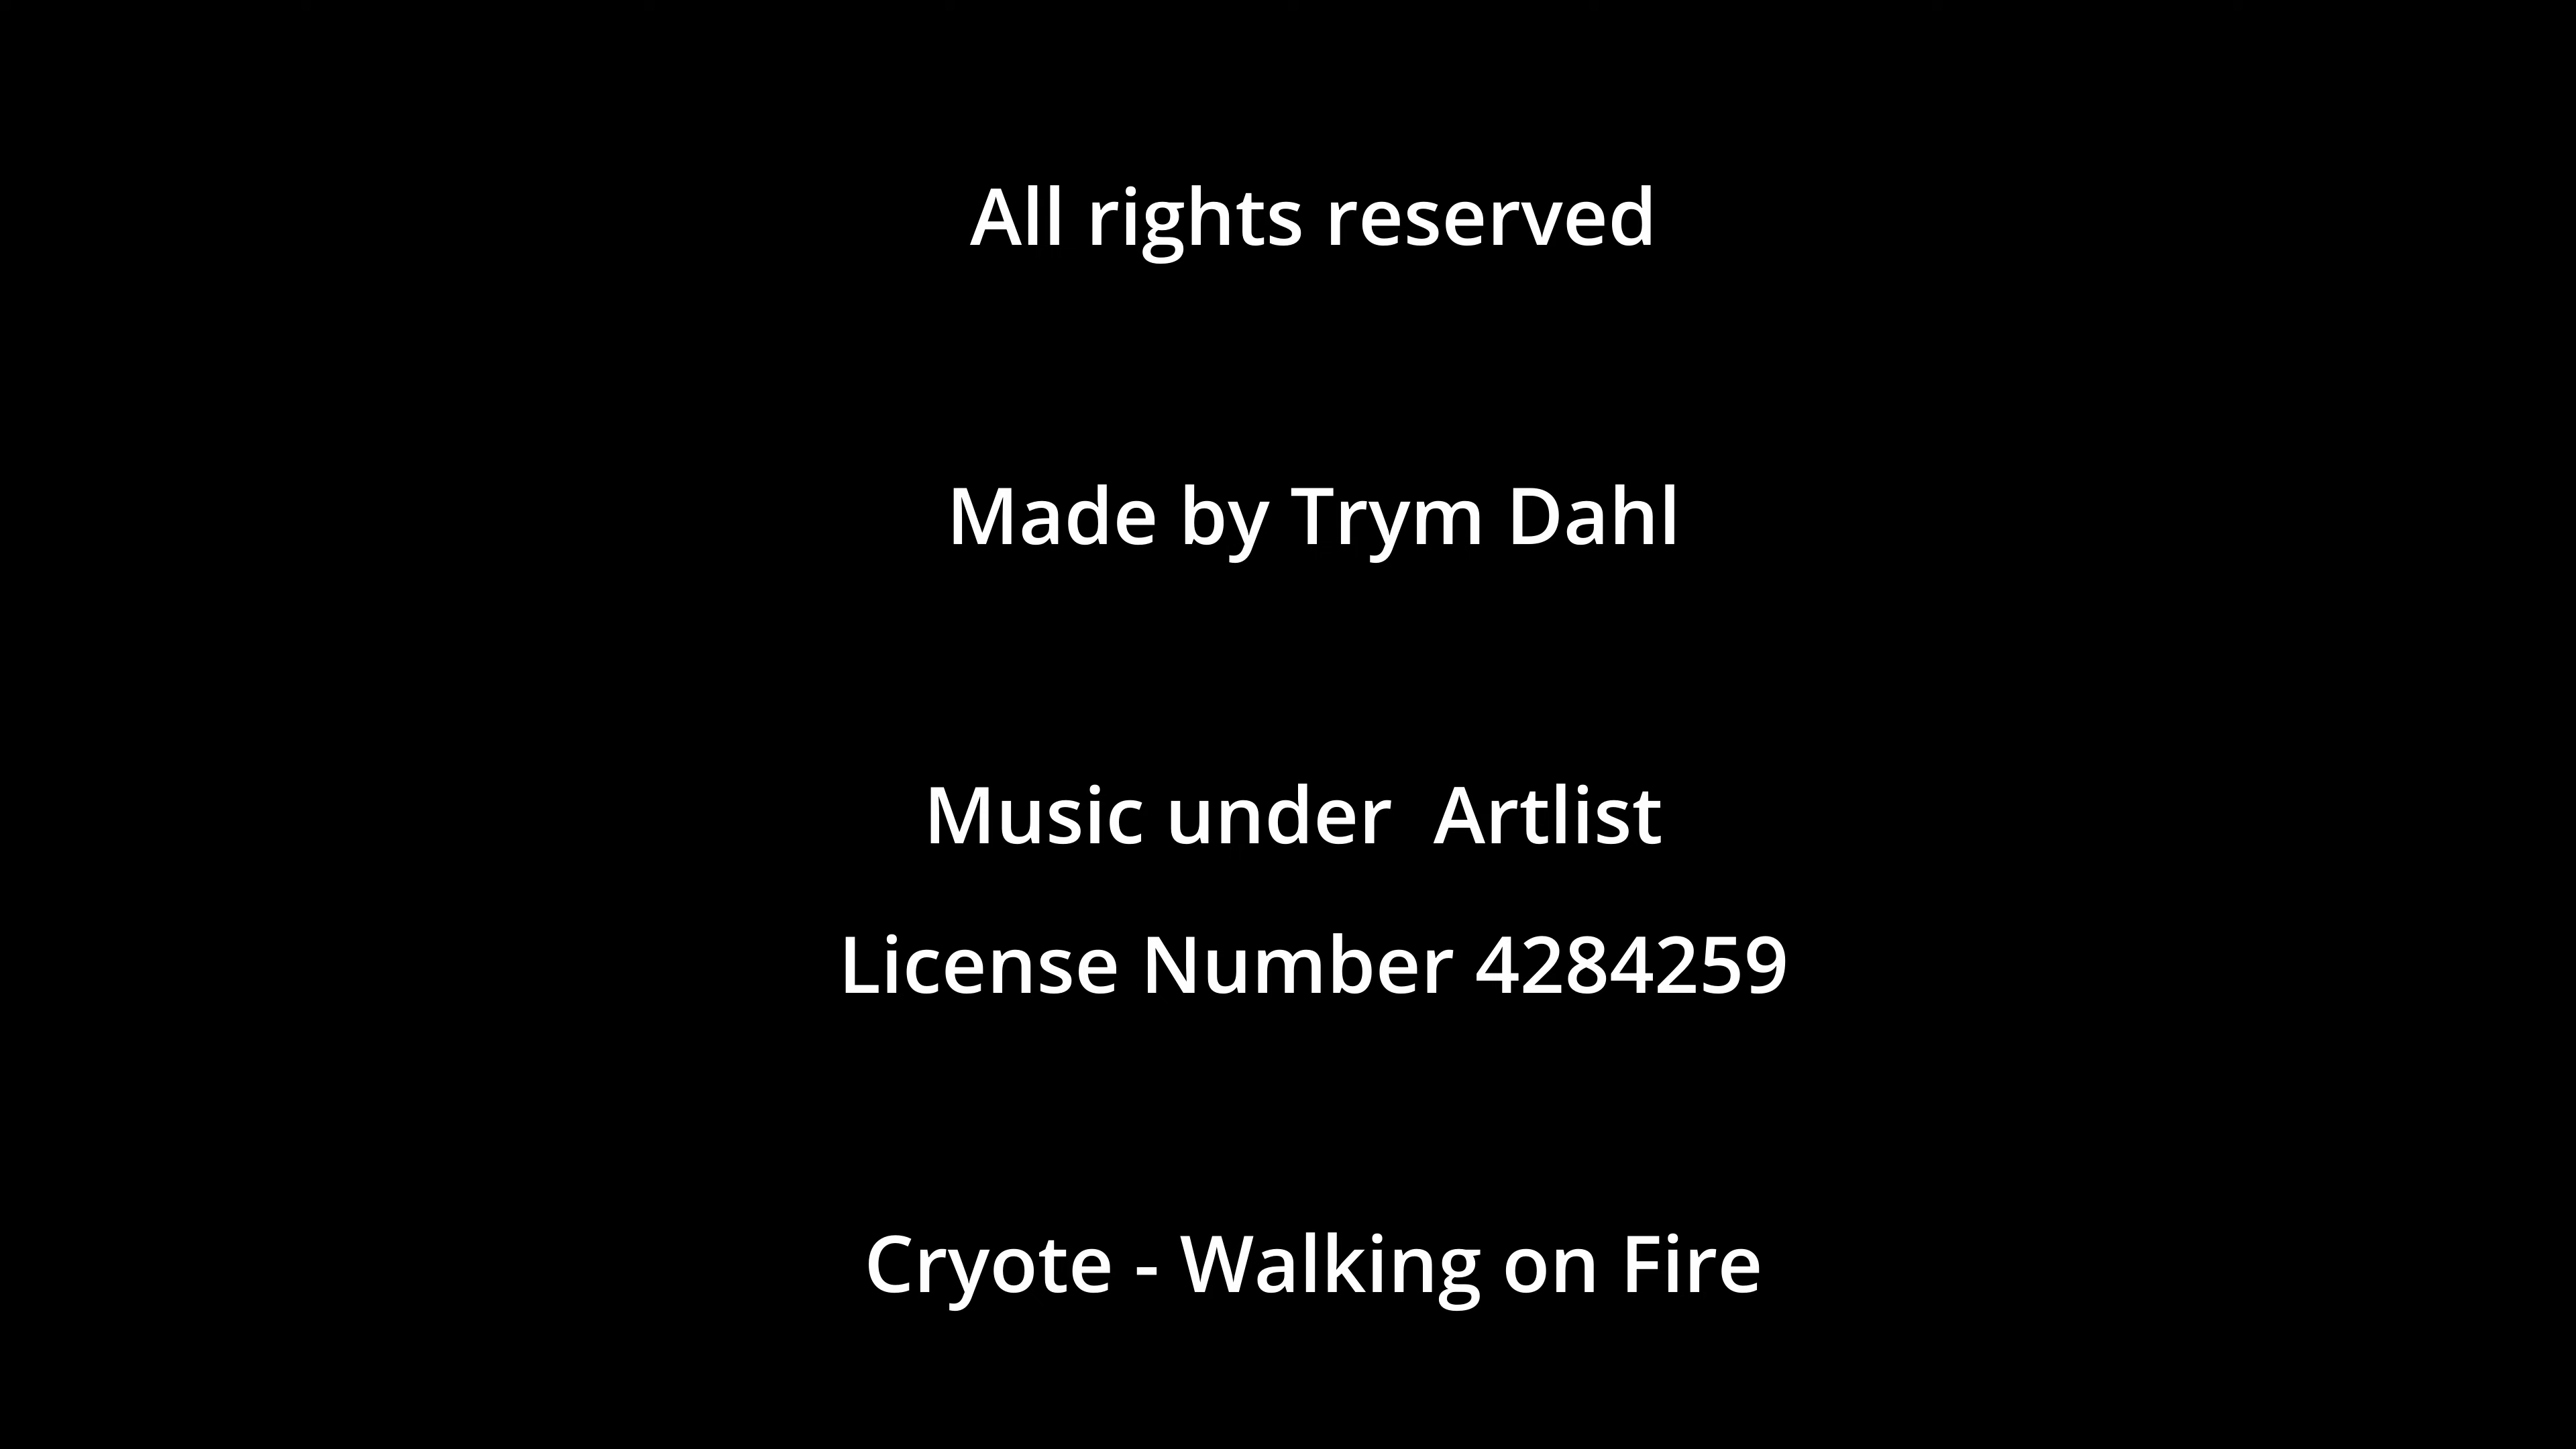 All rights reserved
Made by Trym Dahl
Music under  Artlist
License Number 4284259
Cryote - Walking on Fire